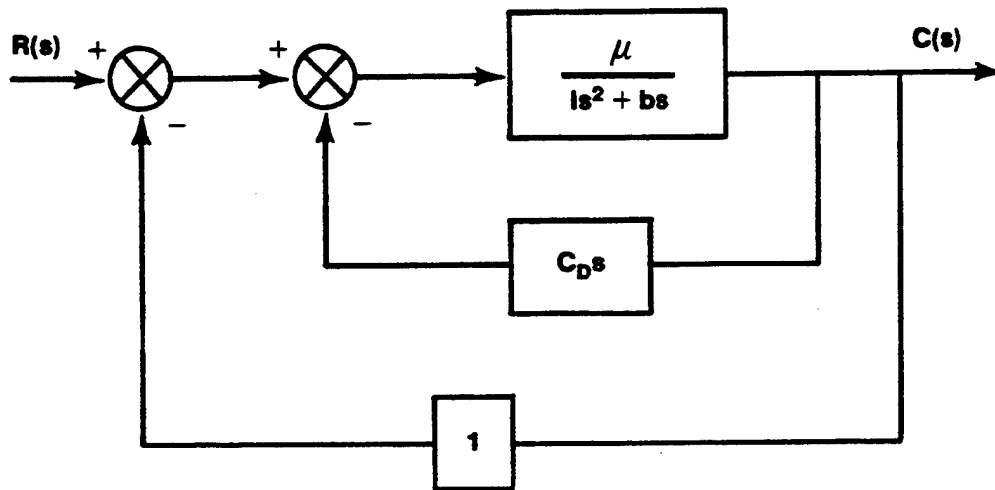 R(s)
+
−
+
−
μ
Is² + bs
C(s)
C_D s
1